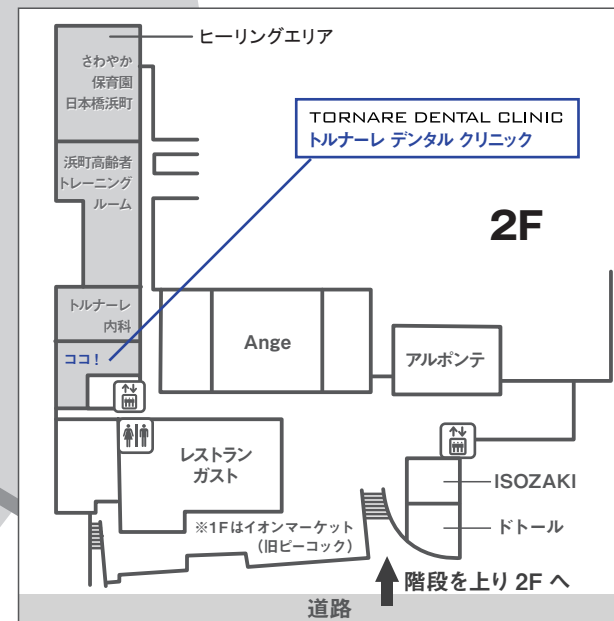 ヒーリングエリア
さわやか
保育園
日本橋浜町
TORNARE DENTAL CLINIC
トルナーレ デンタル クリニック
浜町高齢者
トレーニング
ルーム
2F
トルナーレ
内科
ココ！
Ange
アルポンテ
レストラン
ガスト
ISOZAKI
ドトール
※1Fはイオンマーケット
（旧ピーコック）
階段を上り 2F へ
道路